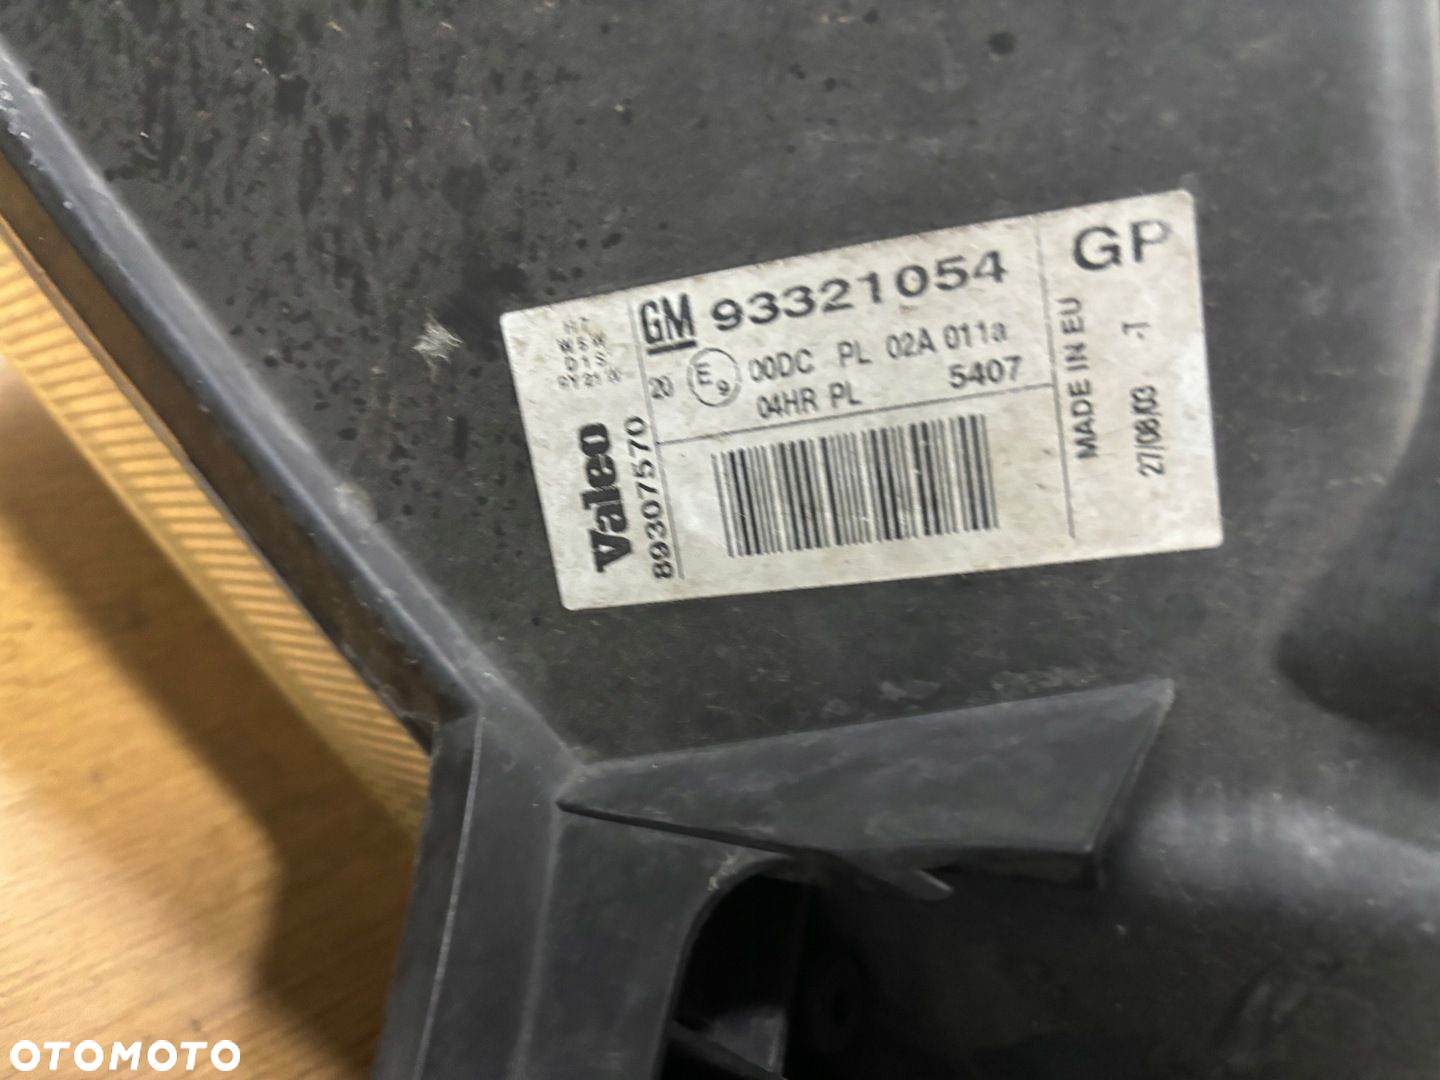 GM 93321054
GP
20 E9 00DC PL 02A 011a
04HR PL 5407
Valeo
89307570
MADE IN EU
27/08/03 -7
OTOMOTO